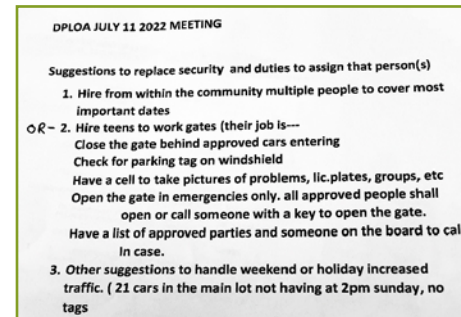 DPLOA JULY 11 2022 MEETING
Suggestions to replace security and duties to assign that person(s)
1. Hire from within the community multiple people to cover most
important dates
OR- 2. Hire teens to work gates (their job is---
Close the gate behind approved cars entering
Check for parking tag on windshield
Have a cell to take pictures of problems, lic.plates, groups, etc
Open the gate in emergencies only. all approved people shall
open or call someone with a key to open the gate.
Have a list of approved parties and someone on the board to cal
In case.
3. Other suggestions to handle weekend or holiday increased
traffic. ( 21 cars in the main lot not having at 2pm sunday, no
tags